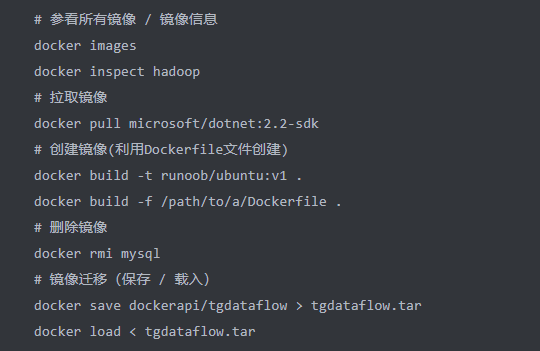 # 参看所有镜像 / 镜像信息
docker images
docker inspect hadoop
# 拉取镜像
docker pull microsoft/dotnet:2.2-sdk
# 创建镜像(利用Dockerfile文件创建)
docker build -t runoob/ubuntu:v1 .
docker build -f /path/to/a/Dockerfile .
# 删除镜像
docker rmi mysql
# 镜像迁移（保存 / 载入）
docker save dockerapi/tgdataflow > tgdataflow.tar
docker load < tgdataflow.tar